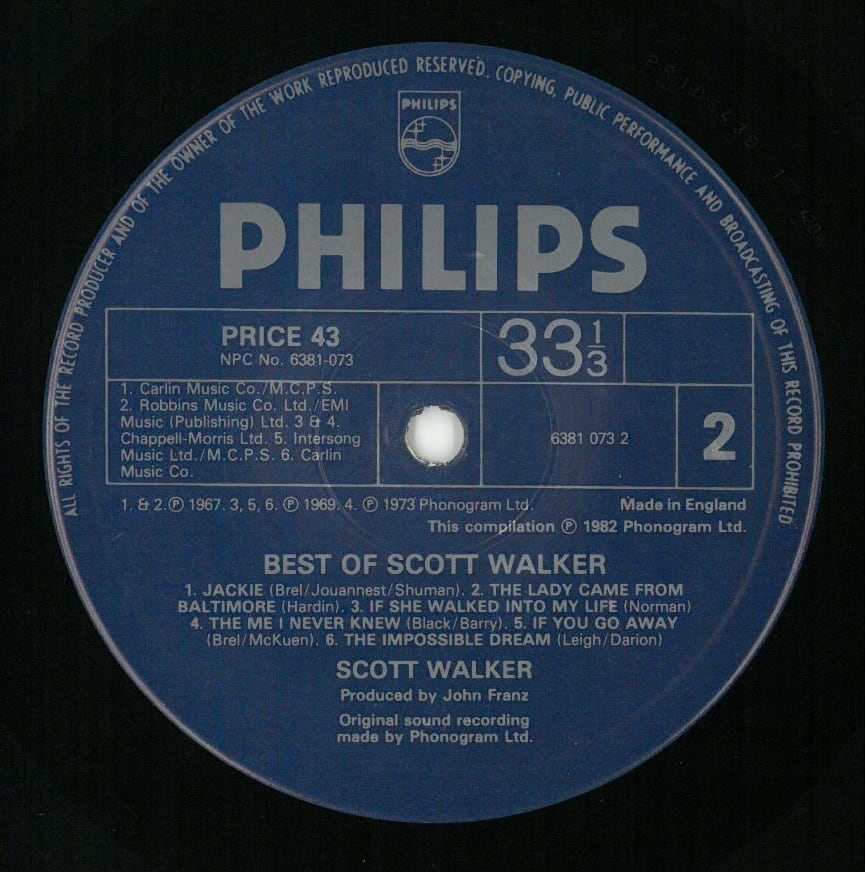 ALL RIGHTS OF THE RECORD PRODUCER AND OF THE OWNER OF THE WORK REPRODUCED RESERVED. COPYING, PUBLIC PERFORMANCE AND BROADCASTING OF THIS RECORD PROHIBITED
PHILIPS
PHILIPS
PRICE 43
NPC No. 6381-073
33 1/3
1. Carlin Music Co./M.C.P.S.
2. Robbins Music Co. Ltd./EMI
Music (Publishing) Ltd. 3 & 4.
Chappell-Morris Ltd. 5. Intersong
Music Ltd./M.C.P.S. 6. Carlin
Music Co.
6381 073 2
2
1. & 2.Ⓟ 1967. 3, 5, 6. Ⓟ 1969. 4. Ⓟ 1973 Phonogram Ltd.
Made in England
This compilation Ⓟ 1982 Phonogram Ltd.
BEST OF SCOTT WALKER
1. JACKIE (Brel/Jouannest/Shuman). 2. THE LADY CAME FROM
BALTIMORE (Hardin). 3. IF SHE WALKED INTO MY LIFE (Norman)
4. THE ME I NEVER KNEW (Black/Barry). 5. IF YOU GO AWAY
(Brel/McKuen). 6. THE IMPOSSIBLE DREAM (Leigh/Darion)
SCOTT WALKER
Produced by John Franz
Original sound recording
made by Phonogram Ltd.